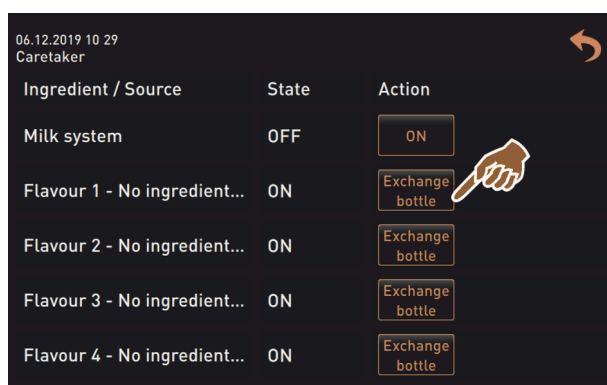 06.12.2019 10 29
Caretaker
Ingredient / Source State Action
Milk system OFF ON
Flavour 1 - No ingredient... ON Exchange
bottle
Flavour 2 - No ingredient... ON Exchange
bottle
Flavour 3 - No ingredient... ON Exchange
bottle
Flavour 4 - No ingredient... ON Exchange
bottle